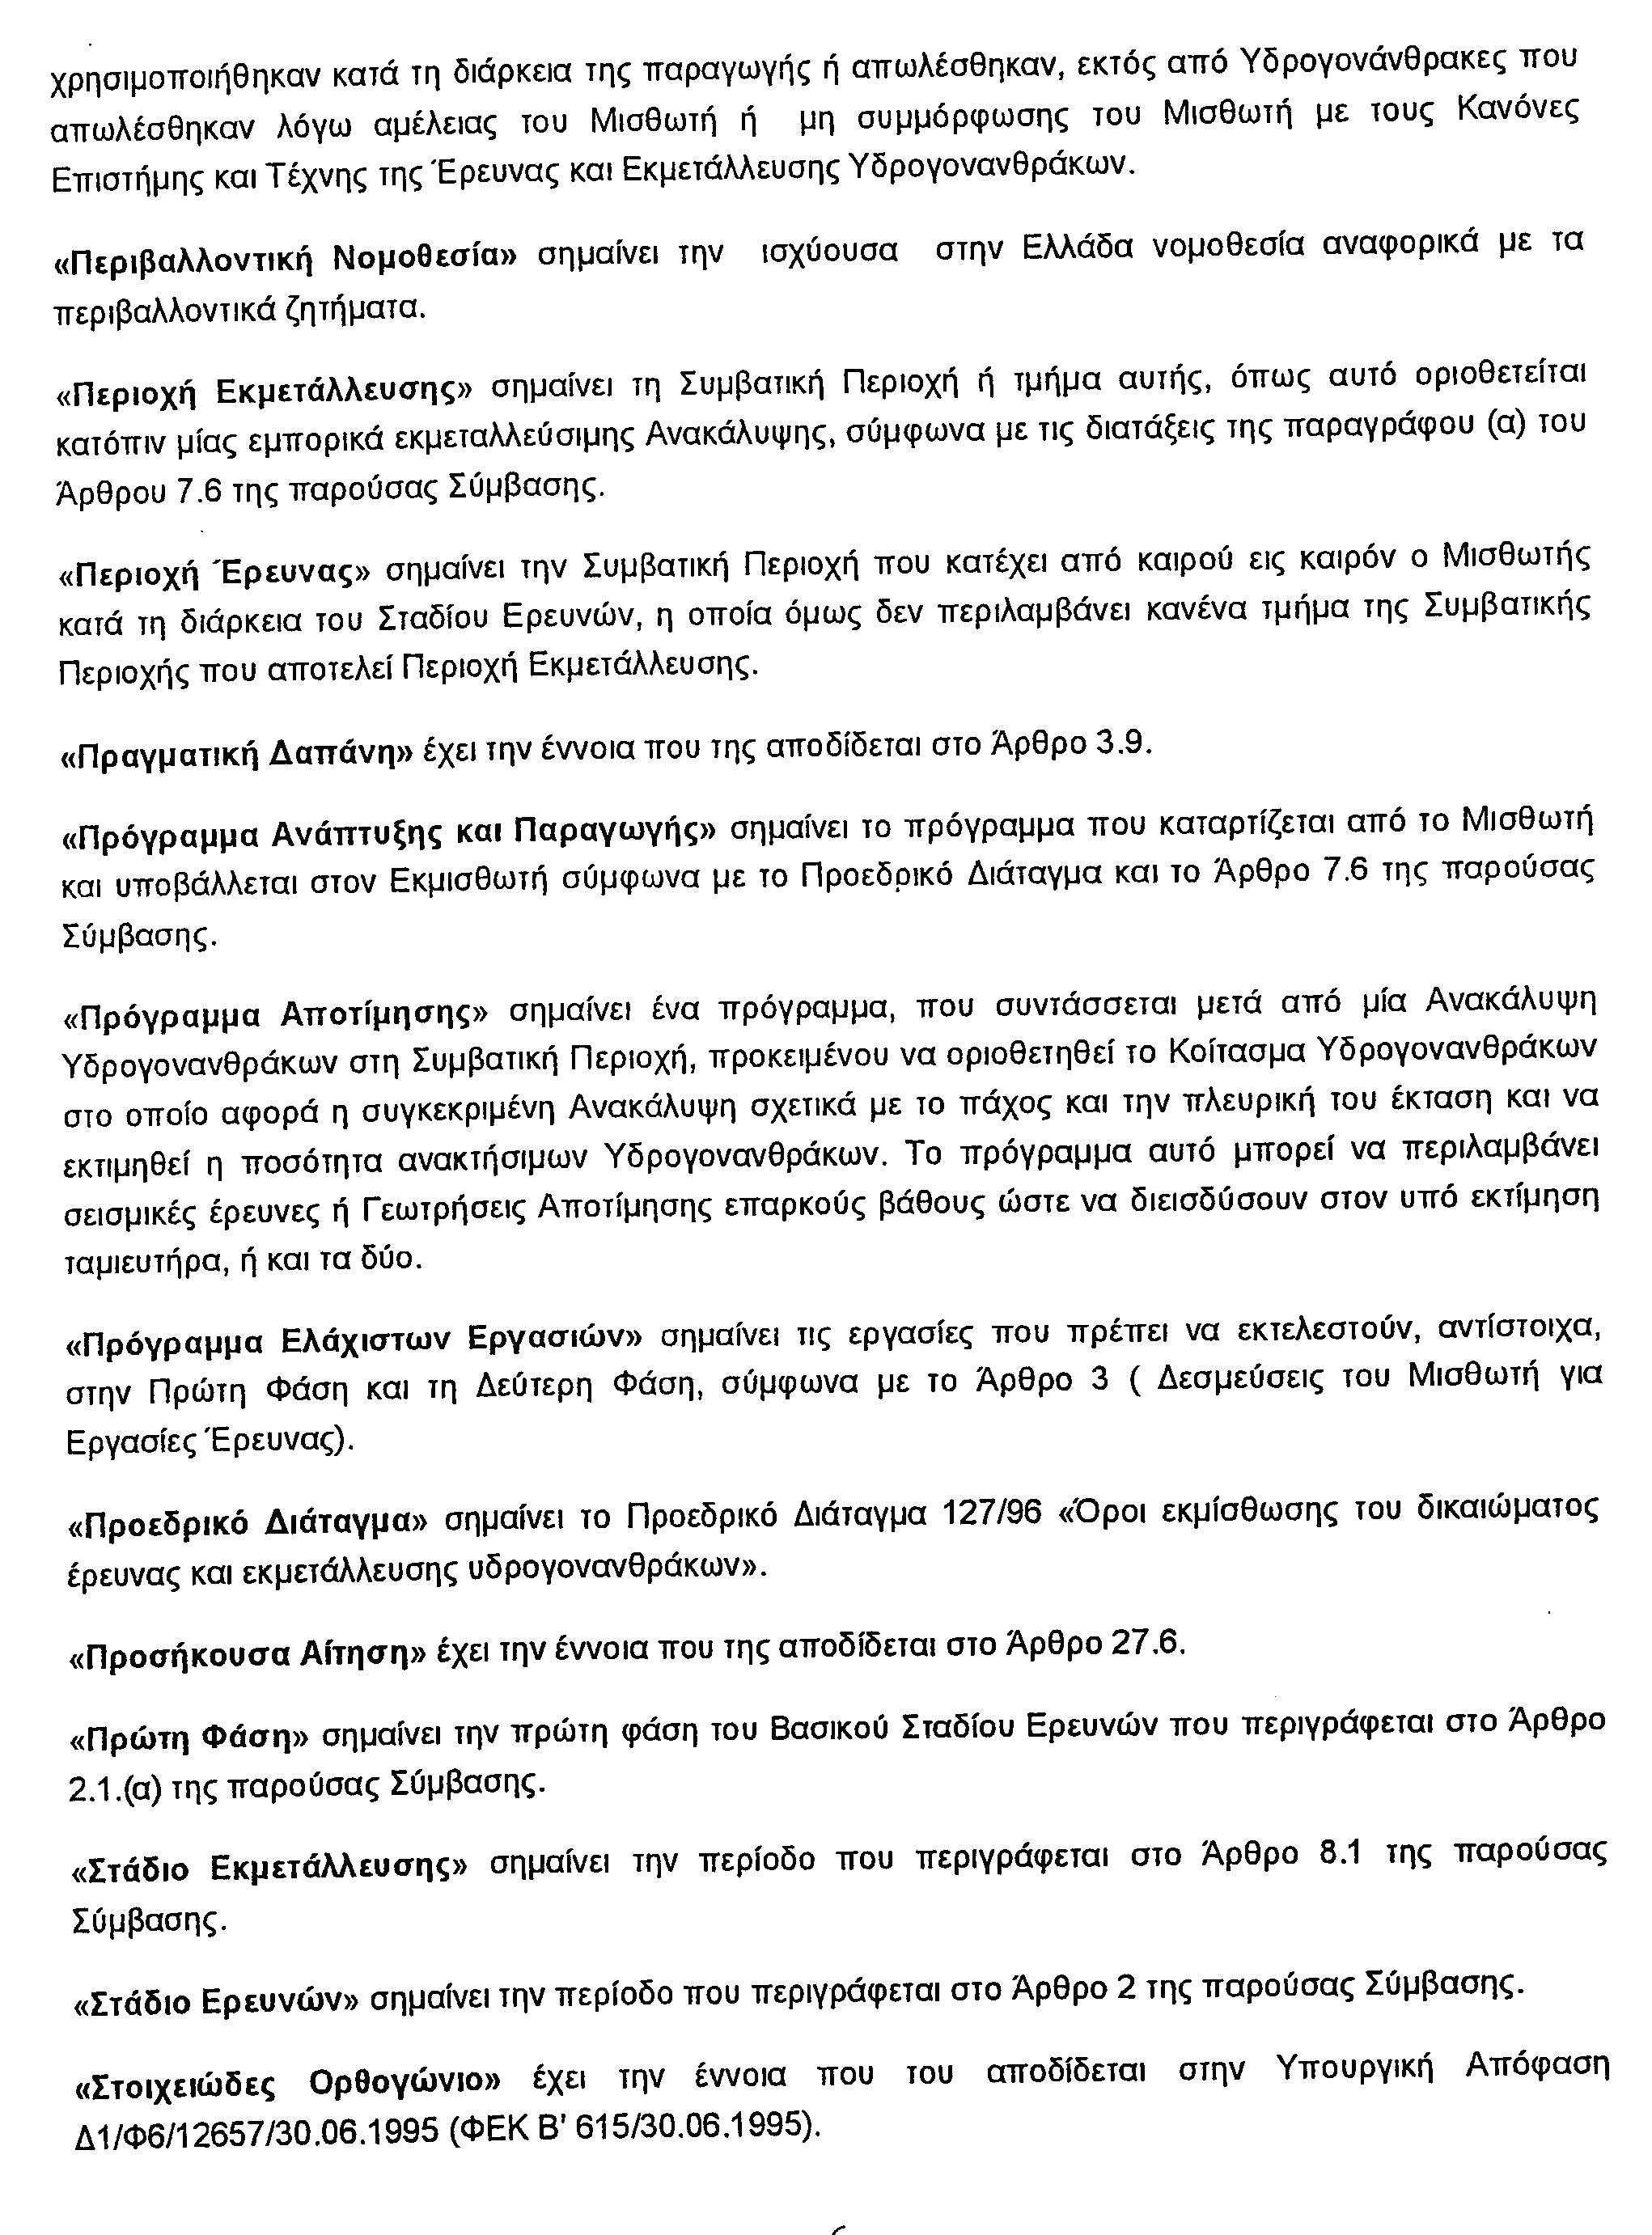 χρησιμοποιήθηκαν κατά τη διάρκεια της παραγωγής ή απωλέσθηκαν, εκτός από Υδρογονάνθρακες που
απωλέσθηκαν λόγω αμέλειας του Μισθωτή ή μη συμμόρφωσης του Μισθωτή με τους Κανόνες
Επιστήμης και Τέχνης της Έρευνας και Εκμετάλλευσης Υδρογονανθράκων.
«Περιβαλλοντική Νομοθεσία» σημαίνει την ισχύουσα στην Ελλάδα νομοθεσία αναφορικά με τα
περιβαλλοντικά ζητήματα.
«Περιοχή Εκμετάλλευσης» σημαίνει τη Συμβατική Περιοχή ή τμήμα αυτής, όπως αυτό οριοθετείται
κατόπιν μίας εμπορικά εκμεταλλεύσιμης Ανακάλυψης, σύμφωνα με τις διατάξεις της παραγράφου (α) του
Άρθρου 7.6 της παρούσας Σύμβασης.
«Περιοχή Έρευνας» σημαίνει την Συμβατική Περιοχή που κατέχει από καιρού εις καιρόν ο Μισθωτής
κατά τη διάρκεια του Σταδίου Ερευνών, η οποία όμως δεν περιλαμβάνει κανένα τμήμα της Συμβατικής
Περιοχής που αποτελεί Περιοχή Εκμετάλλευσης.
«Πραγματική Δαπάνη» έχει την έννοια που της αποδίδεται στο Άρθρο 3.9.
«Πρόγραμμα Ανάπτυξης και Παραγωγής» σημαίνει το πρόγραμμα που καταρτίζεται από το Μισθωτή
και υποβάλλεται στον Εκμισθωτή σύμφωνα με το Προεδρικό Διάταγμα και το Άρθρο 7.6 της παρούσας
Σύμβασης.
«Πρόγραμμα Αποτίμησης» σημαίνει ένα πρόγραμμα, που συντάσσεται μετά από μία Ανακάλυψη
Υδρογονανθράκων στη Συμβατική Περιοχή, προκειμένου να οριοθετηθεί το Κοίτασμα Υδρογονανθράκων
στο οποίο αφορά η συγκεκριμένη Ανακάλυψη σχετικά με το πάχος και την πλευρική του έκταση και να
εκτιμηθεί η ποσότητα ανακτήσιμων Υδρογονανθράκων. Το πρόγραμμα αυτό μπορεί να περιλαμβάνει
σεισμικές έρευνες ή Γεωτρήσεις Αποτίμησης επαρκούς βάθους ώστε να διεισδύσουν στον υπό εκτίμηση
ταμιευτήρα, ή και τα δύο.
«Πρόγραμμα Ελάχιστων Εργασιών» σημαίνει τις εργασίες που πρέπει να εκτελεστούν, αντίστοιχα,
στην Πρώτη Φάση και τη Δεύτερη Φάση, σύμφωνα με το Άρθρο 3 ( Δεσμεύσεις του Μισθωτή για
Εργασίες Έρευνας).
«Προεδρικό Διάταγμα» σημαίνει το Προεδρικό Διάταγμα 127/96 «Όροι εκμίσθωσης του δικαιώματος
έρευνας και εκμετάλλευσης υδρογονανθράκων».
«Προσήκουσα Αίτηση» έχει την έννοια που της αποδίδεται στο Άρθρο 27.6.
«Πρώτη Φάση» σημαίνει την πρώτη φάση του Βασικού Σταδίου Ερευνών που περιγράφεται στο Άρθρο
2.1.(α) της παρούσας Σύμβασης.
«Στάδιο Εκμετάλλευσης» σημαίνει την περίοδο που περιγράφεται στο Άρθρο 8.1 της παρούσας
Σύμβασης.
«Στάδιο Ερευνών» σημαίνει την περίοδο που περιγράφεται στο Άρθρο 2 της παρούσας Σύμβασης.
«Στοιχειώδες Ορθογώνιο» έχει την έννοια που του αποδίδεται στην Υπουργική Απόφαση
Δ1/Φ6/12657/30.06.1995 (ΦΕΚ Β' 615/30.06.1995).